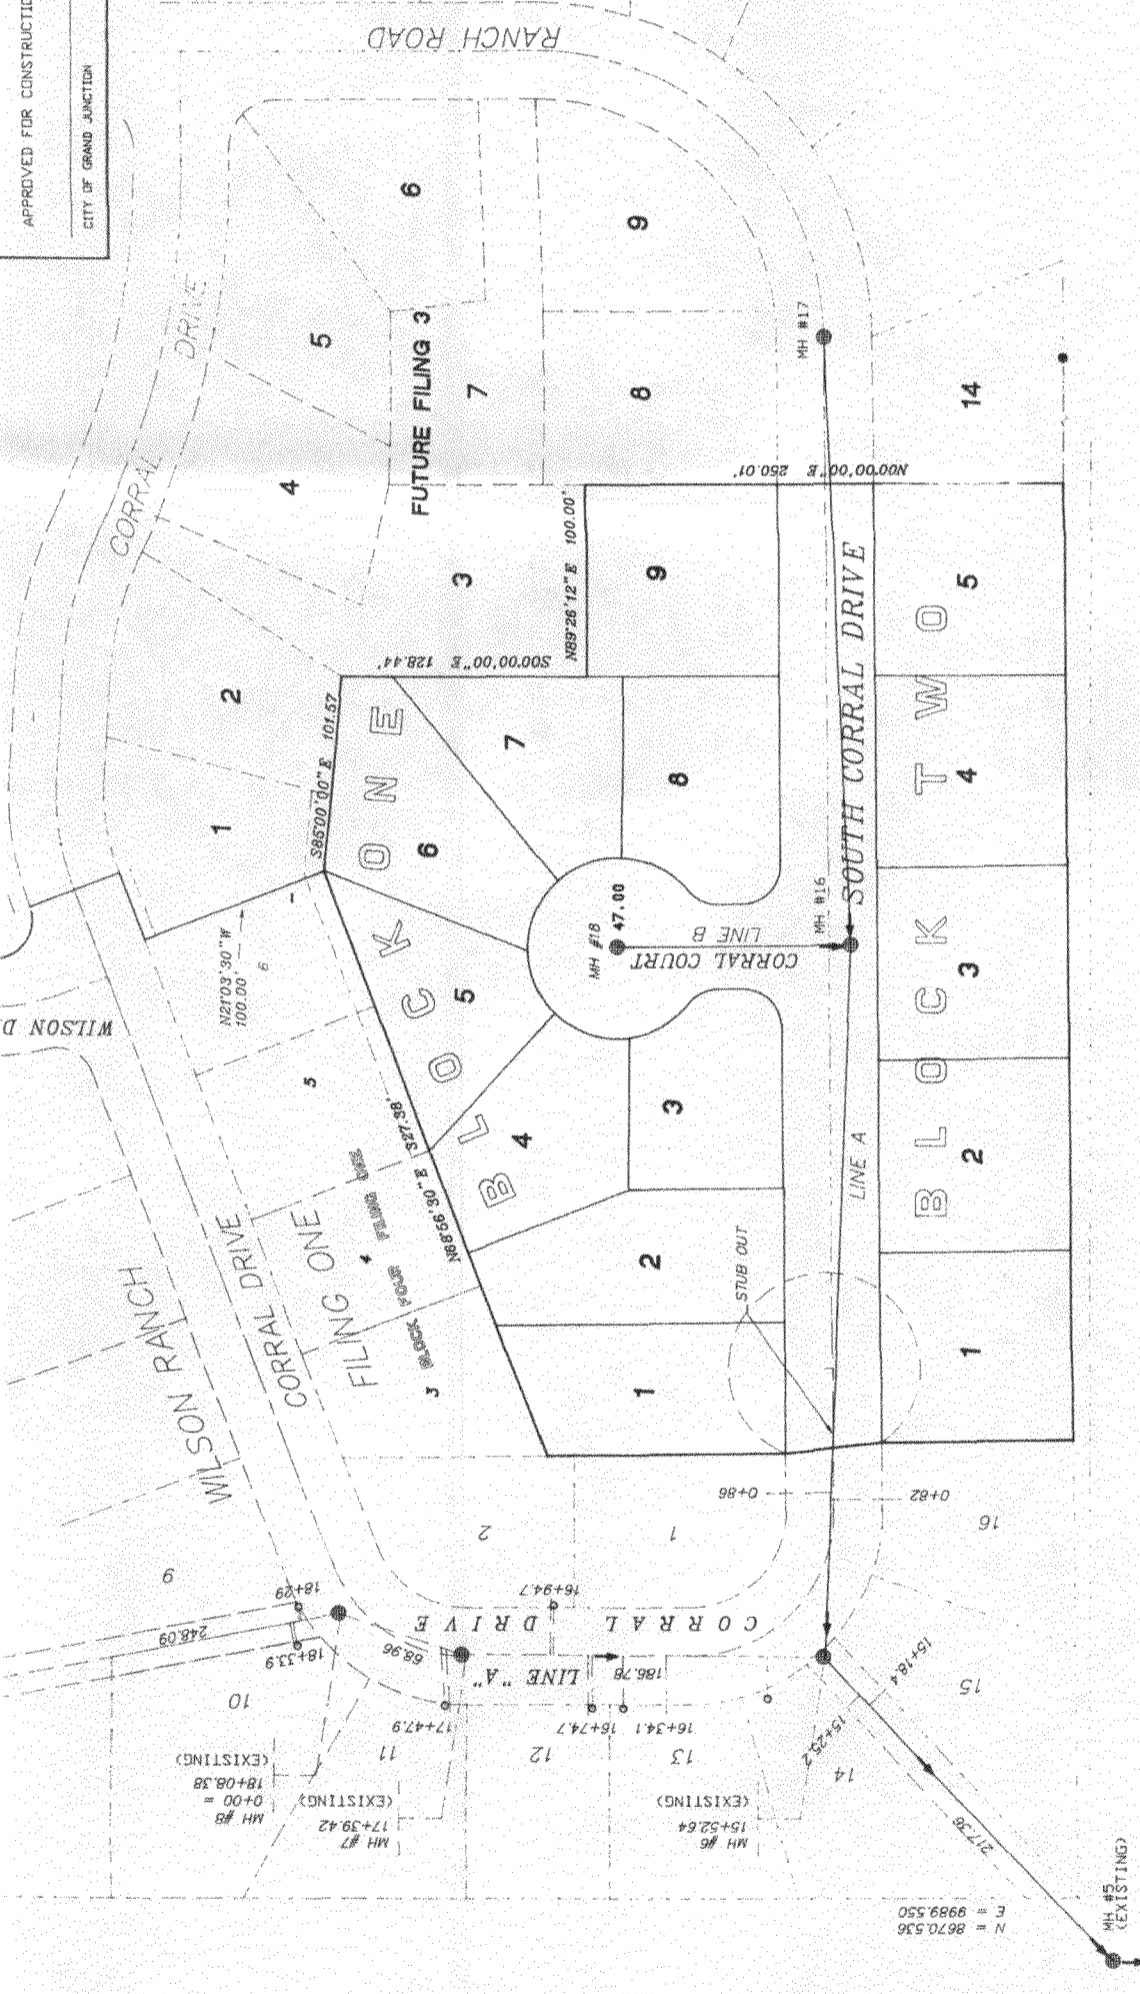 APPROVED FOR CONSTRUCTIO
CITY OF GRAND JUNCTION
RANCH ROAD
CORRAL DRIVE
6
9
5
FUTURE FILING 3
7
8
4
3
2
1
14
MH #17
N00°00'00"E 250.01'
N89°26'12"E 100.00'
S00°00'00"E 128.44'
S86°00'00"E 101.57
N21°03'30"W
100.00'
6
WILSON D
BLOCK ONE
9
8
7
6
5
4
3
2
1
MH #18
47.00
LINE B
CORRAL COURT
MH #16
SOUTH CORRAL DRIVE
BLOCK TWO
5
4
3
2
1
LINE A
STUB OUT
N68°56'30"E 327.38'
5
4
3
BLOCK FOUR FILING ONE
WILSON RANCH
CORRAL DRIVE
FILING ONE
0+86
0+82
16
2
1
9
18+29
248.09
18+33.9
68.96
16+94.7
CORRAL DRIVE
LINE "A"
186.78
10
17+47.9
16+74.7
16+34.1
11
12
13
14
15
15+18.4
15+25.2
MH #8
0+00 =
18+08.38
(EXISTING)
MH #7
17+39.42
(EXISTING)
MH #6
15+52.64
(EXISTING)
217.36
N = 8670.536
E = 9989.550
MH #5
(EXISTING)